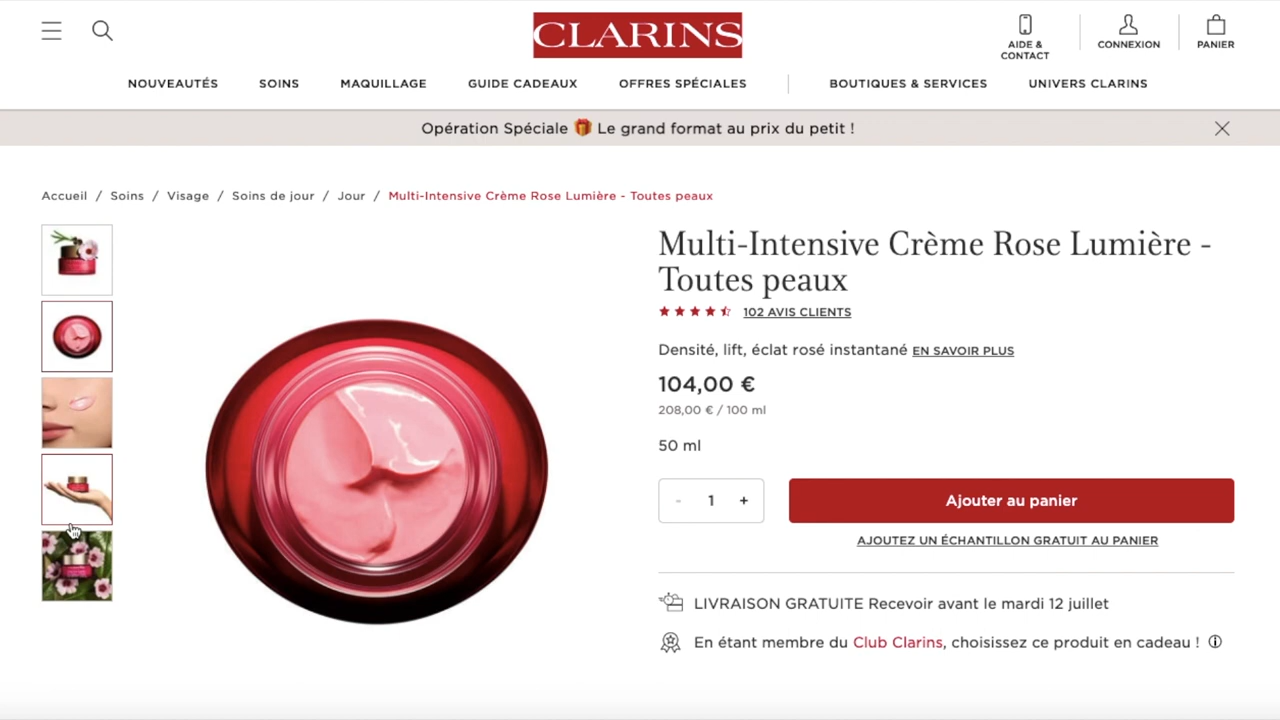 CLARINS
AIDE &
CONTACT
CONNEXION
PANIER
NOUVEAUTÉS
SOINS
MAQUILLAGE
GUIDE CADEAUX
OFFRES SPÉCIALES
BOUTIQUES & SERVICES
UNIVERS CLARINS
Opération Spéciale 🎁 Le grand format au prix du petit !
Accueil / Soins / Visage / Soins de jour / Jour / Multi-Intensive Crème Rose Lumière - Toutes peaux
Multi-Intensive Crème Rose Lumière -
Toutes peaux
102 AVIS CLIENTS
Densité, lift, éclat rosé instantané EN SAVOIR PLUS
104,00 €
208,00 € / 100 ml
50 ml
- 1 +
Ajouter au panier
AJOUTEZ UN ÉCHANTILLON GRATUIT AU PANIER
LIVRAISON GRATUITE Recevoir avant le mardi 12 juillet
En étant membre du Club Clarins, choisissez ce produit en cadeau !